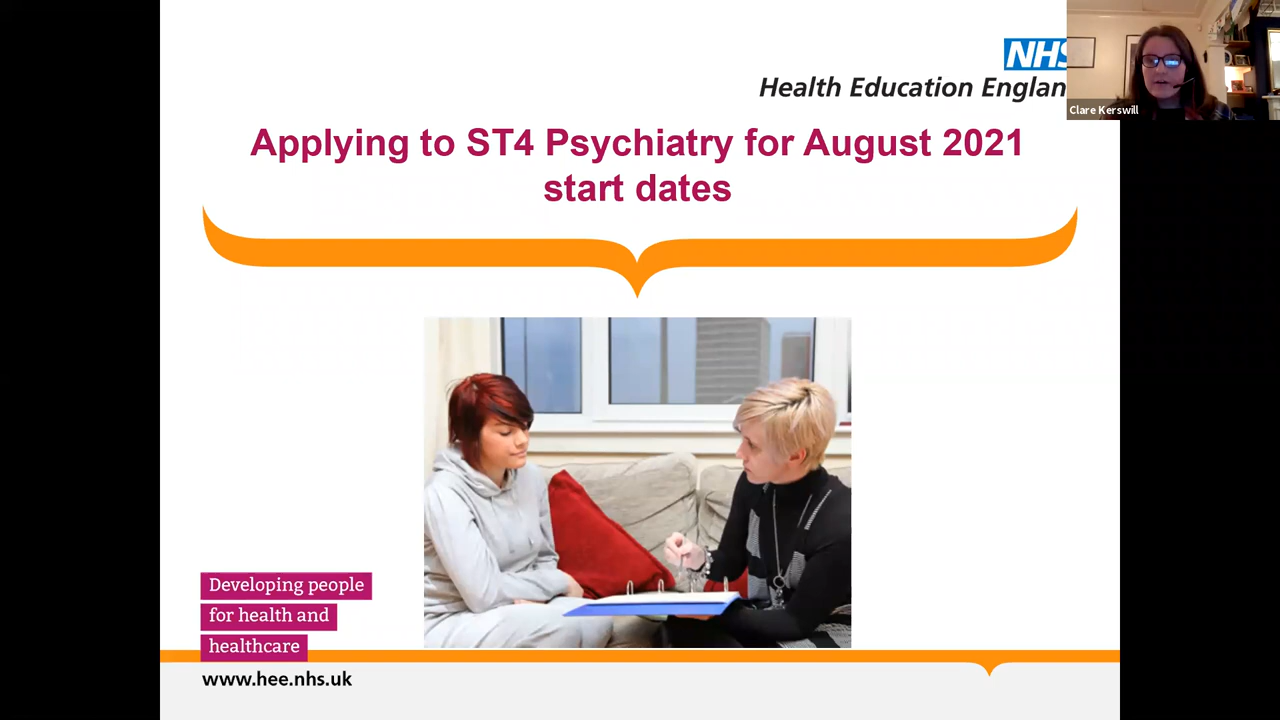 NHS
Health Education Englan
Clare Kerswill
Applying to ST4 Psychiatry for August 2021
start dates
Developing people
for health and
healthcare
www.hee.nhs.uk